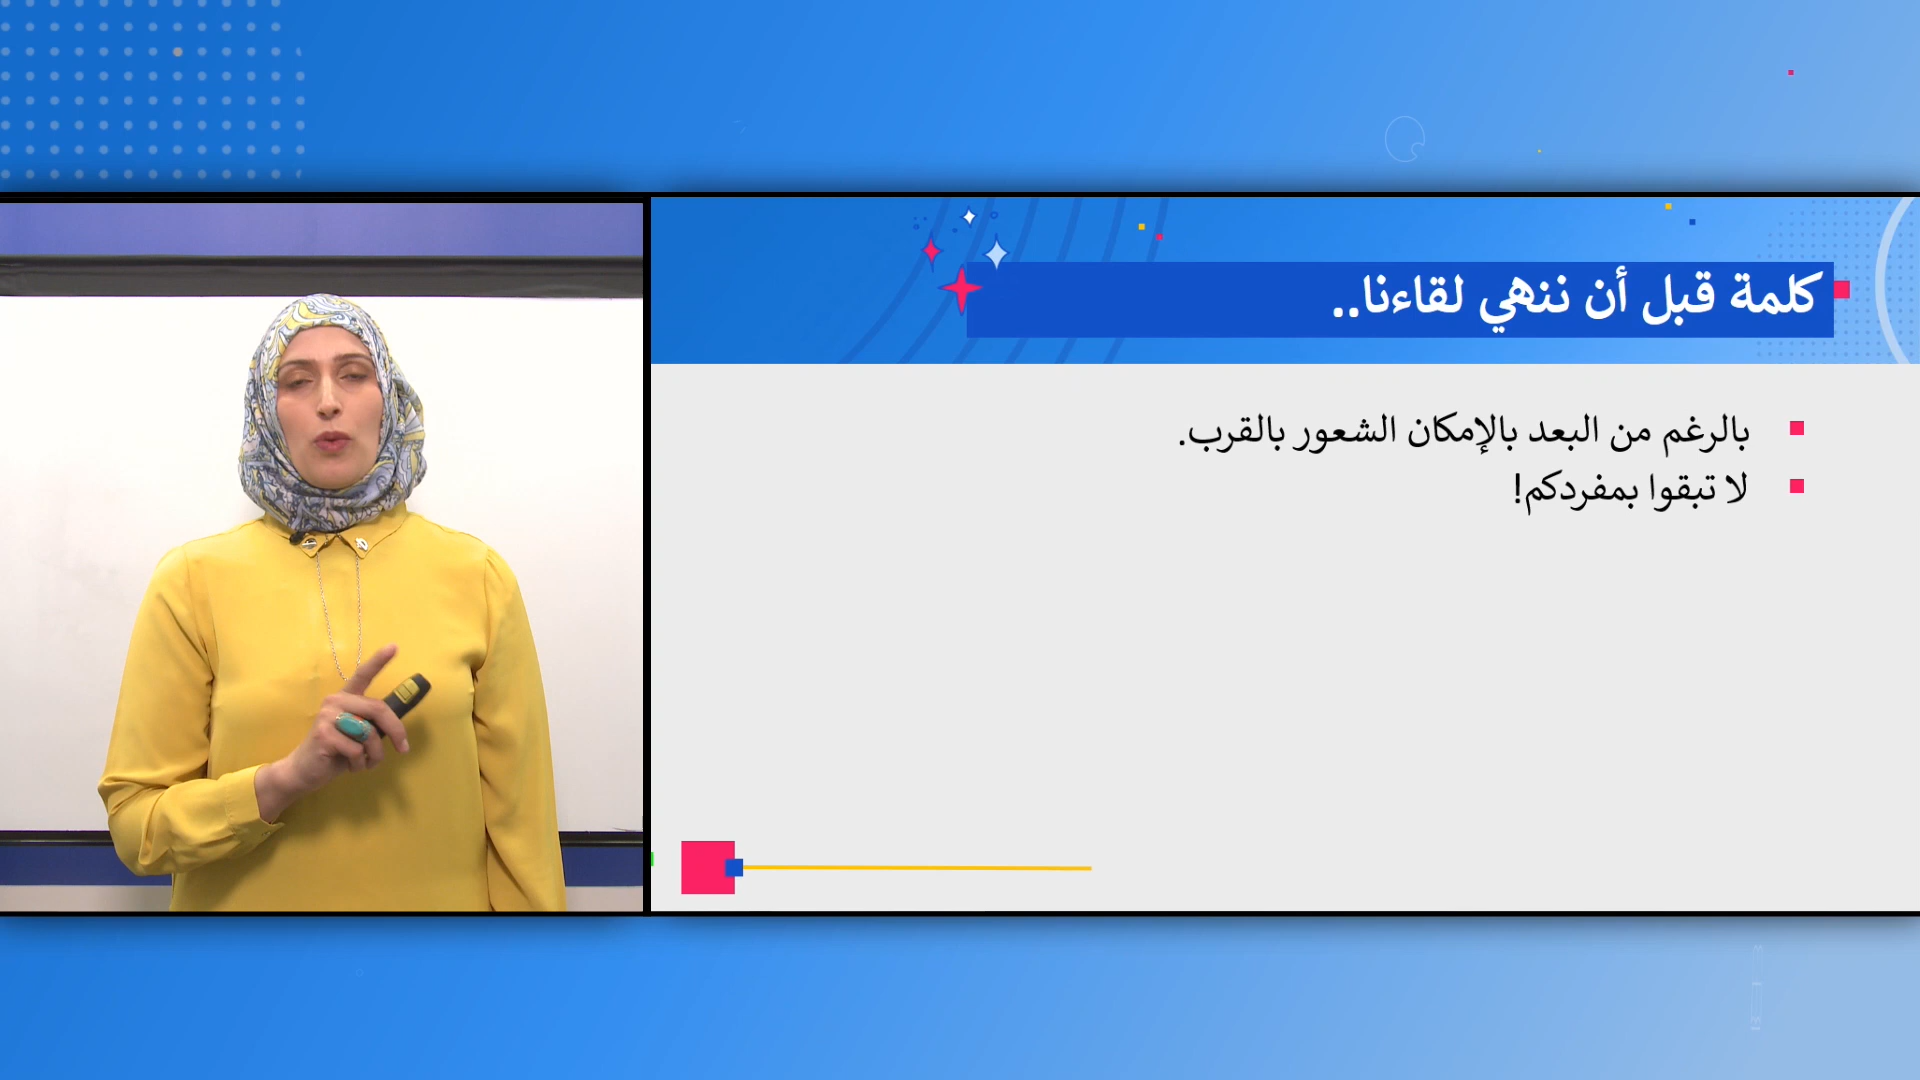 كلمة قبل أن ننهي لقاءنا..
بالرغم من البعد بالإمكان الشعور بالقرب.
لا تبقوا بمفردكم!